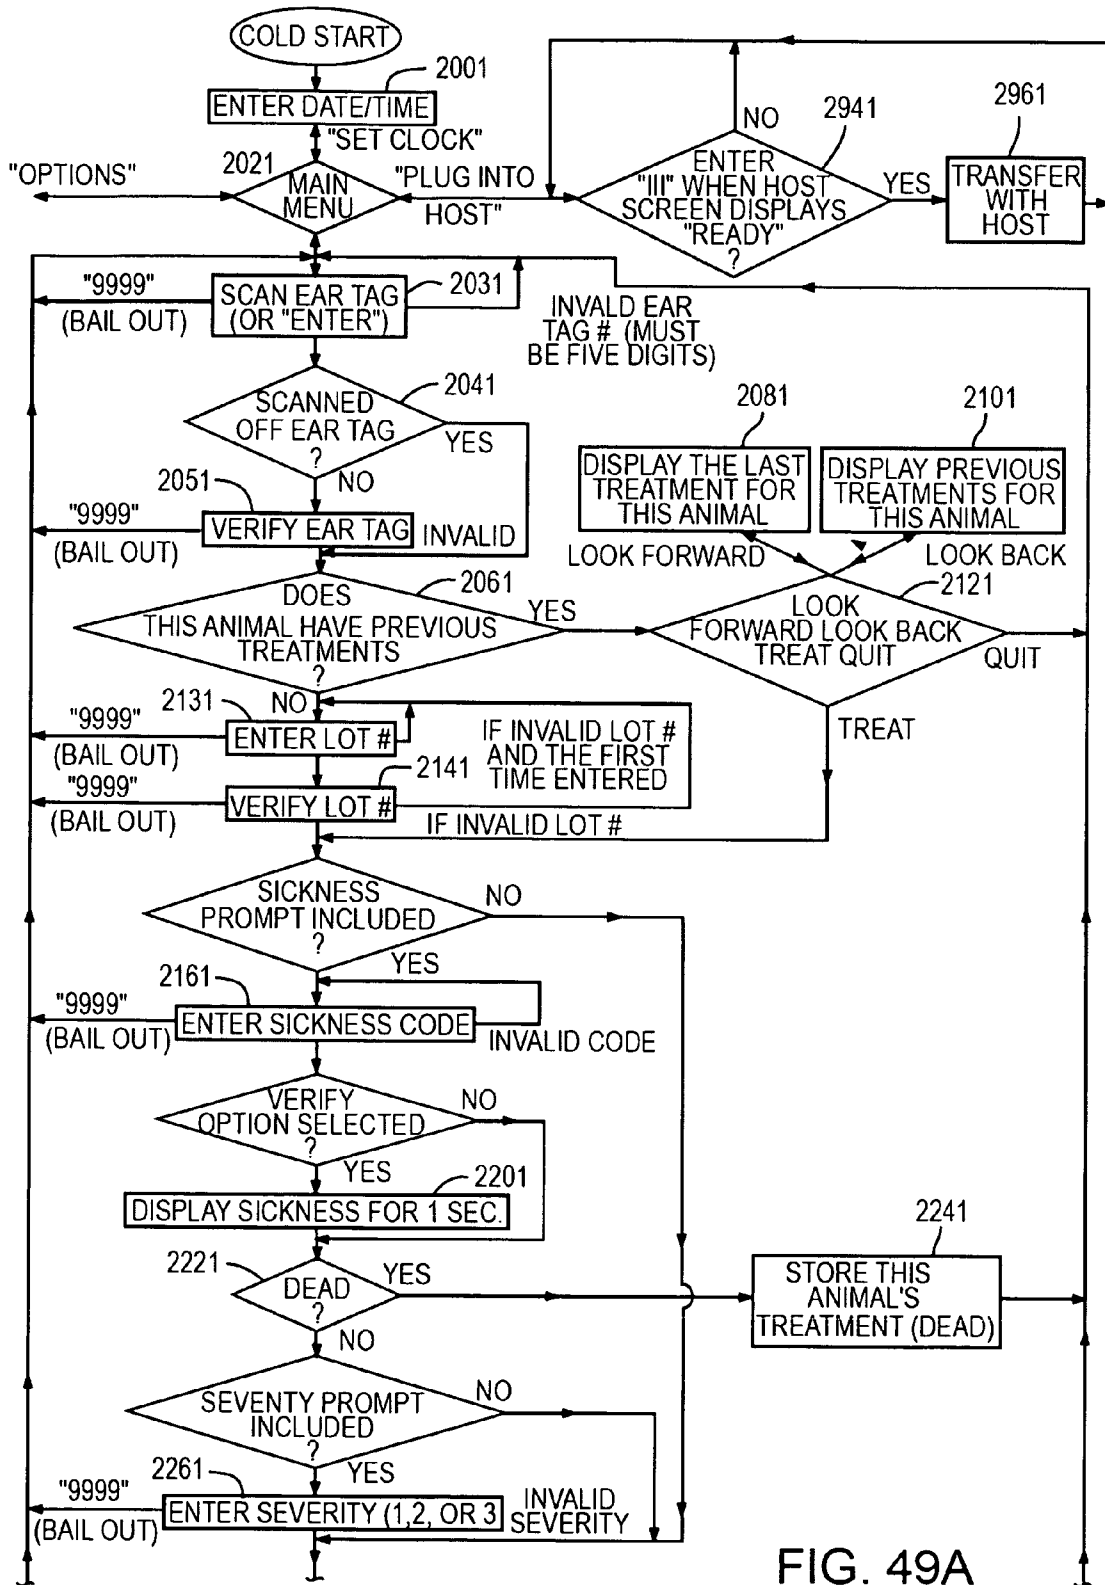 COLD START
2001
ENTER DATE/TIME
"SET CLOCK"
2021
"OPTIONS"
MAIN
MENU
"PLUG INTO
HOST"
NO
2941
ENTER
"III" WHEN HOST
SCREEN DISPLAYS
"READY"
?
YES
2961
TRANSFER
WITH
HOST
"9999"
(BAIL OUT)
SCAN EAR TAG
(OR "ENTER")
2031
INVALD EAR
TAG # (MUST
BE FIVE DIGITS)
SCANNED
OFF EAR TAG
?
2041
YES
NO
2051
"9999"
(BAIL OUT)
VERIFY EAR TAG
INVALID
2081
DISPLAY THE LAST
TREATMENT FOR
THIS ANIMAL
2101
DISPLAY PREVIOUS
TREATMENTS FOR
THIS ANIMAL
LOOK FORWARD
LOOK BACK
DOES
THIS ANIMAL HAVE PREVIOUS
TREATMENTS
?
2061
YES
2121
LOOK
FORWARD LOOK BACK
TREAT QUIT
QUIT
TREAT
NO
2131
"9999"
(BAIL OUT)
ENTER LOT #
IF INVALID LOT #
AND THE FIRST
TIME ENTERED
2141
"9999"
(BAIL OUT)
VERIFY LOT #
IF INVALID LOT #
SICKNESS
PROMPT INCLUDED
?
NO
YES
2161
"9999"
(BAIL OUT)
ENTER SICKNESS CODE
INVALID CODE
VERIFY
OPTION SELECTED
?
NO
YES
2201
DISPLAY SICKNESS FOR 1 SEC.
2221
DEAD
?
YES
NO
2241
STORE THIS
ANIMAL'S
TREATMENT (DEAD)
SEVENTY PROMPT
INCLUDED
?
NO
YES
2261
"9999"
(BAIL OUT)
ENTER SEVERITY (1,2, OR 3
INVALID
SEVERITY
FIG. 49A